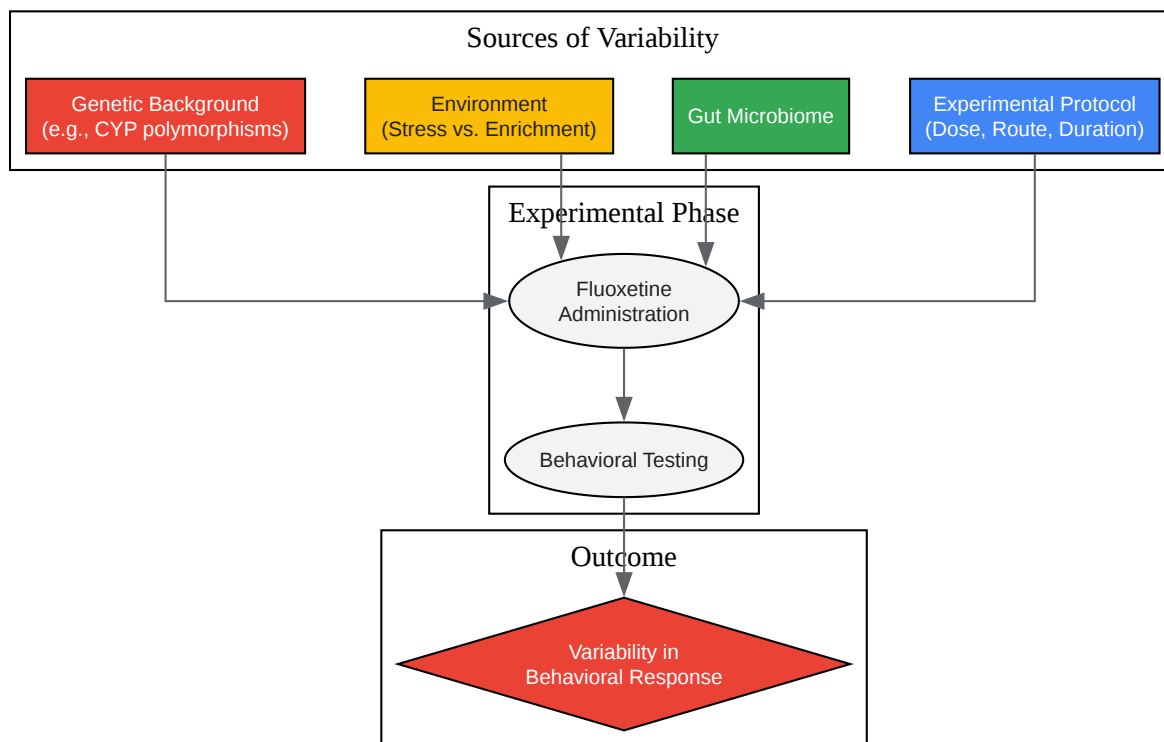 Sources of Variability
Genetic Background
(e.g., CYP polymorphisms)
Environment
(Stress vs. Enrichment)
Gut Microbiome
Experimental Protocol
(Dose, Route, Duration)
Experimental Phase
Fluoxetine
Administration
Behavioral Testing
Outcome
Variability in
Behavioral Response